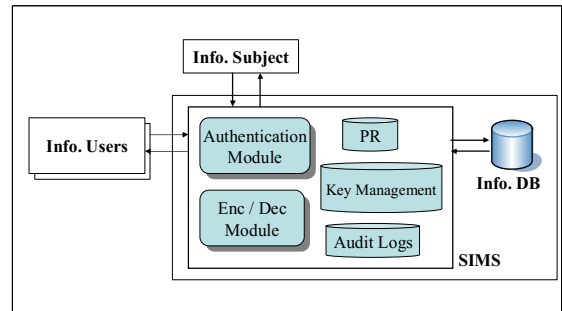 Info. Subject
Info. Users
Authentication
Module
PR
Key Management
Info. DB
Enc / Dec
Module
Audit Logs
SIMS